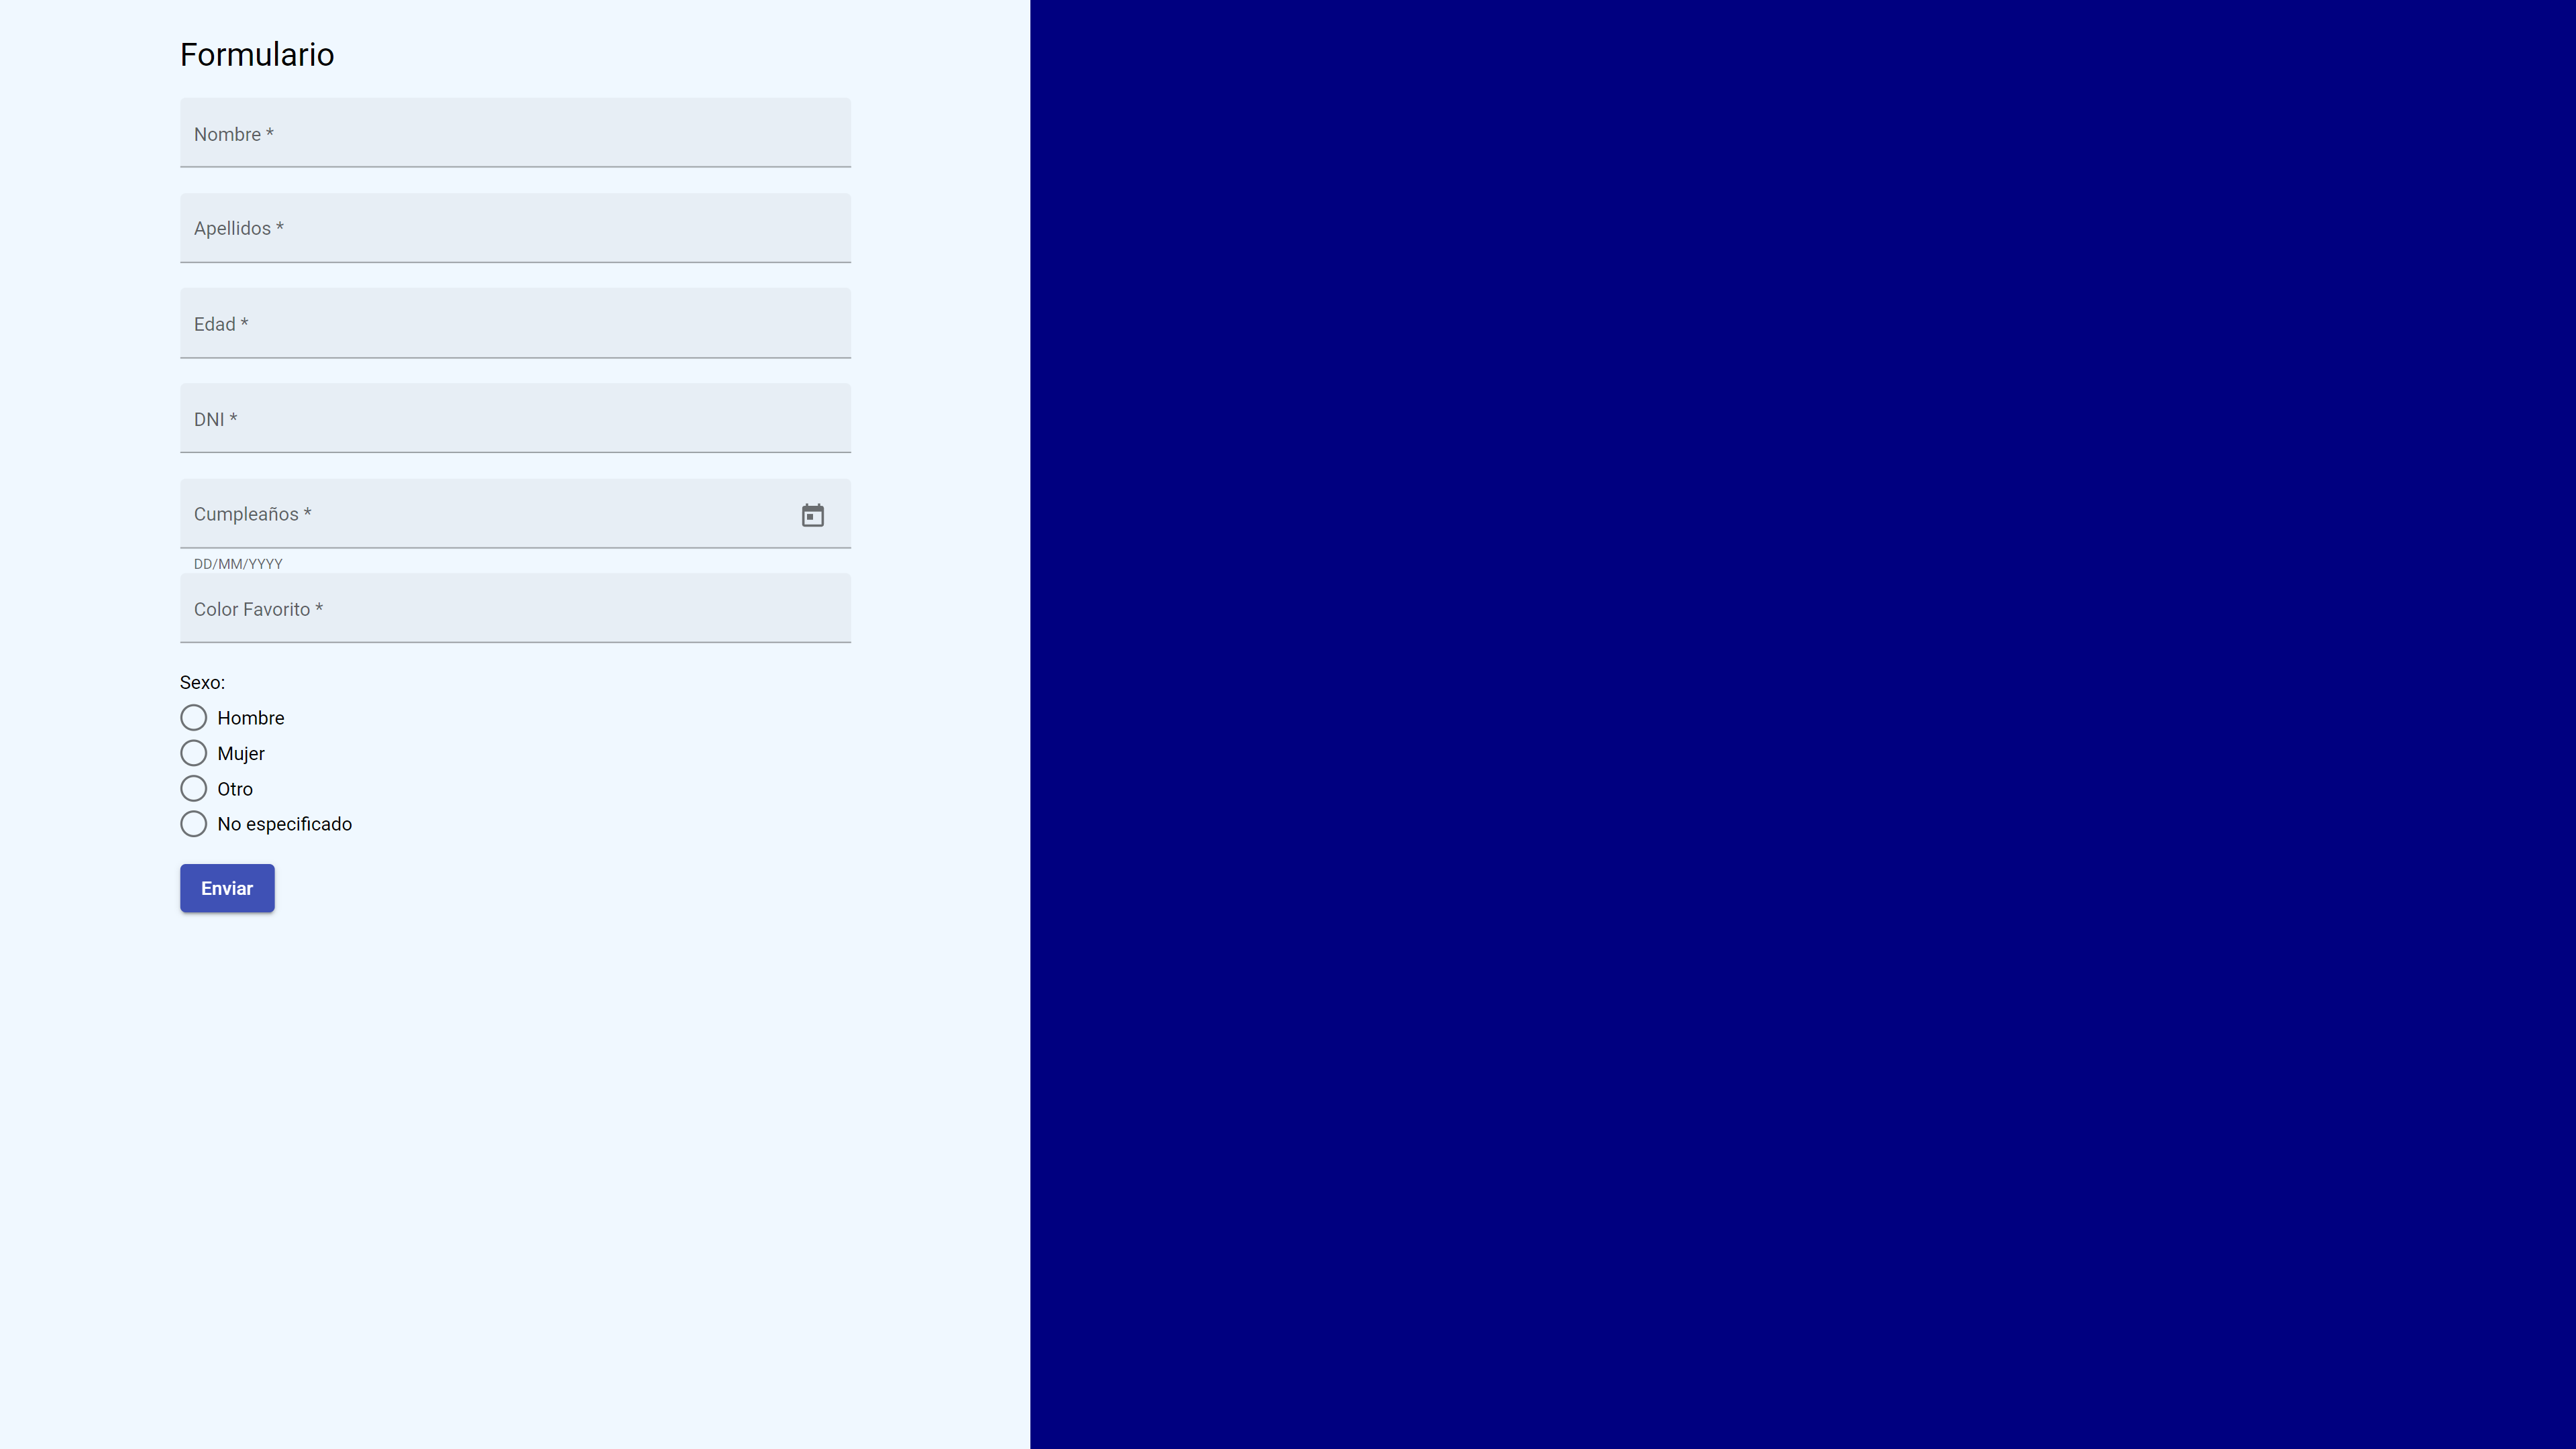 Formulario
Nombre *
Apellidos *
Edad *
DNI *
Cumpleaños *
DD/MM/YYYY
Color Favorito *
Sexo:
Hombre
Mujer
Otro
No especificado
Enviar